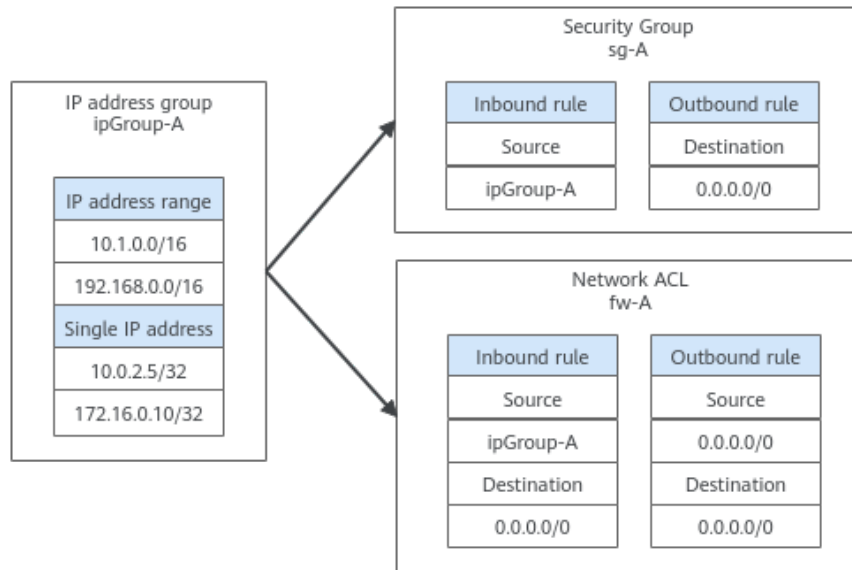 IP address group
ipGroup-A
IP address range
10.1.0.0/16
192.168.0.0/16
Single IP address
10.0.2.5/32
172.16.0.10/32
Security Group
sg-A
Inbound rule
Source
ipGroup-A
Outbound rule
Destination
0.0.0.0/0
Network ACL
fw-A
Inbound rule
Source
ipGroup-A
Destination
0.0.0.0/0
Outbound rule
Source
0.0.0.0/0
Destination
0.0.0.0/0